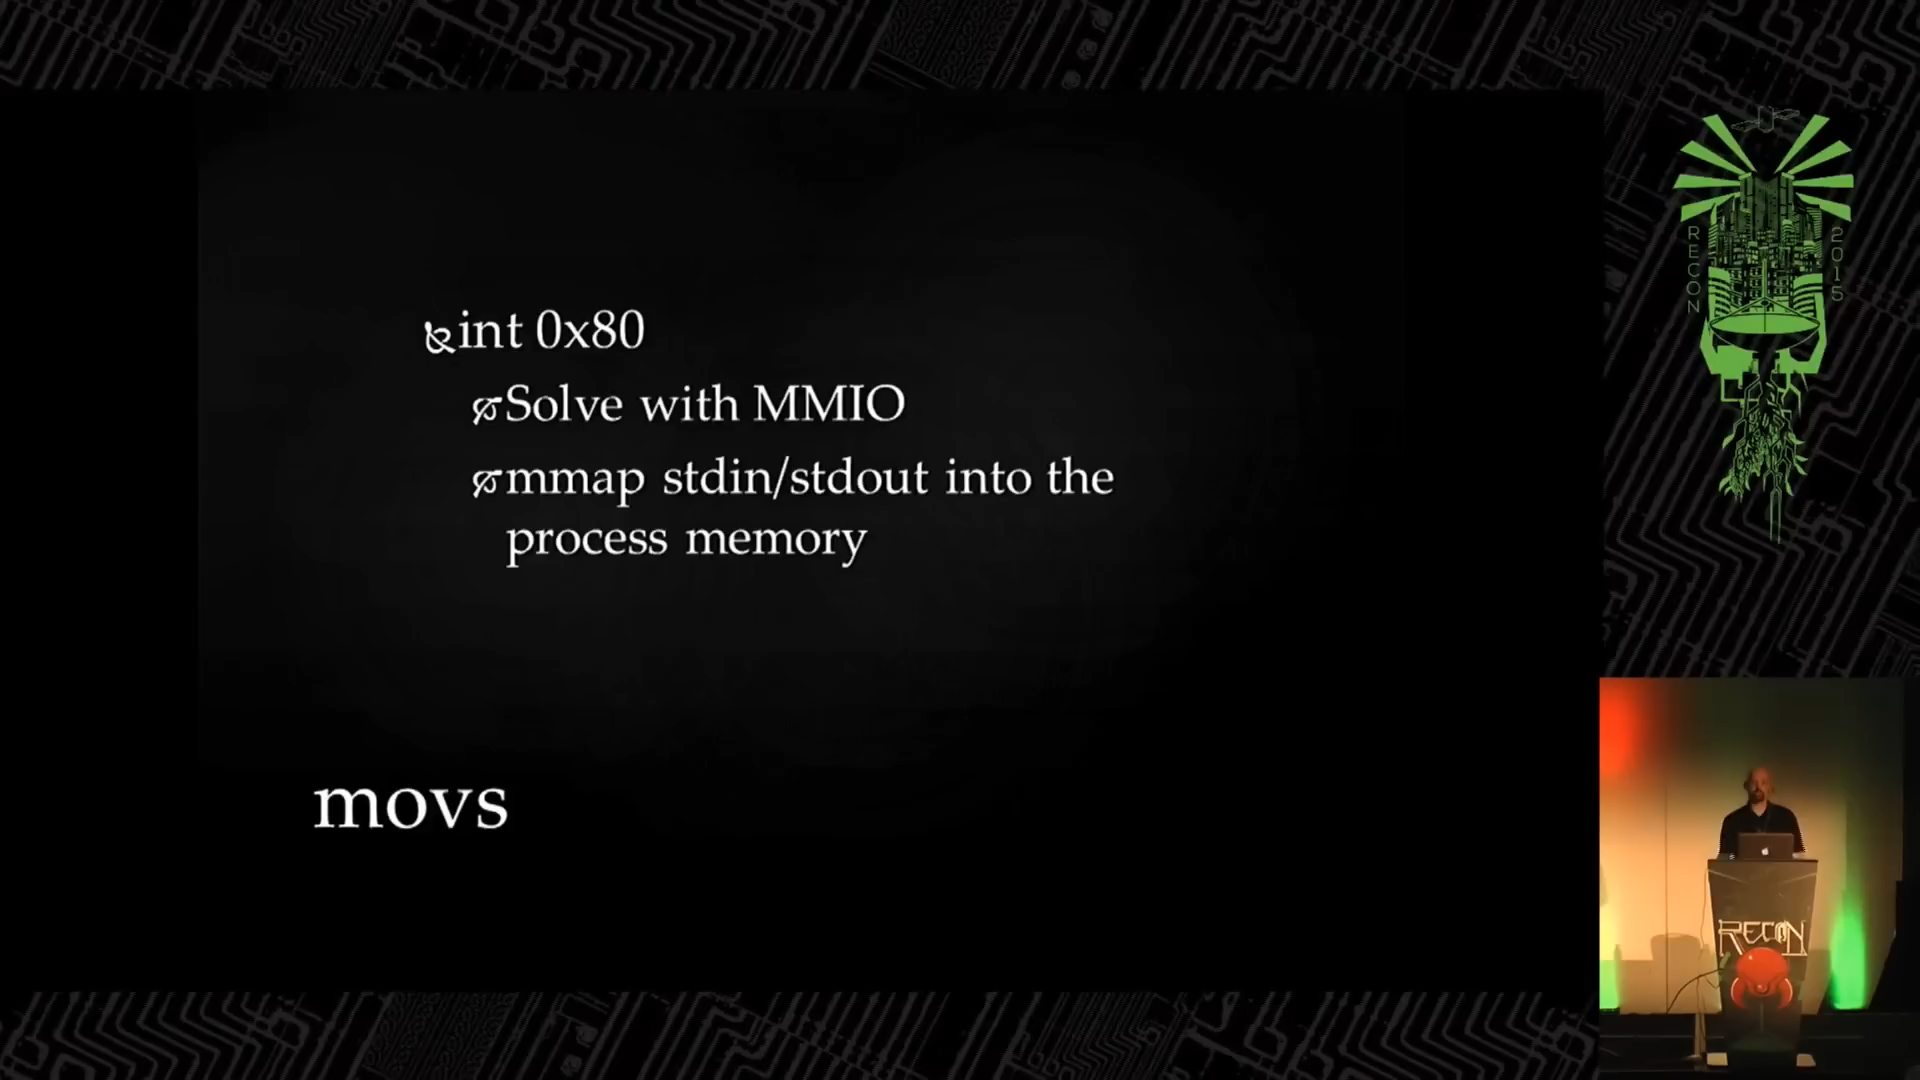 int 0x80
Solve with MMIO
mmap stdin/stdout into the
process memory
movs
RECON
2015
RECON